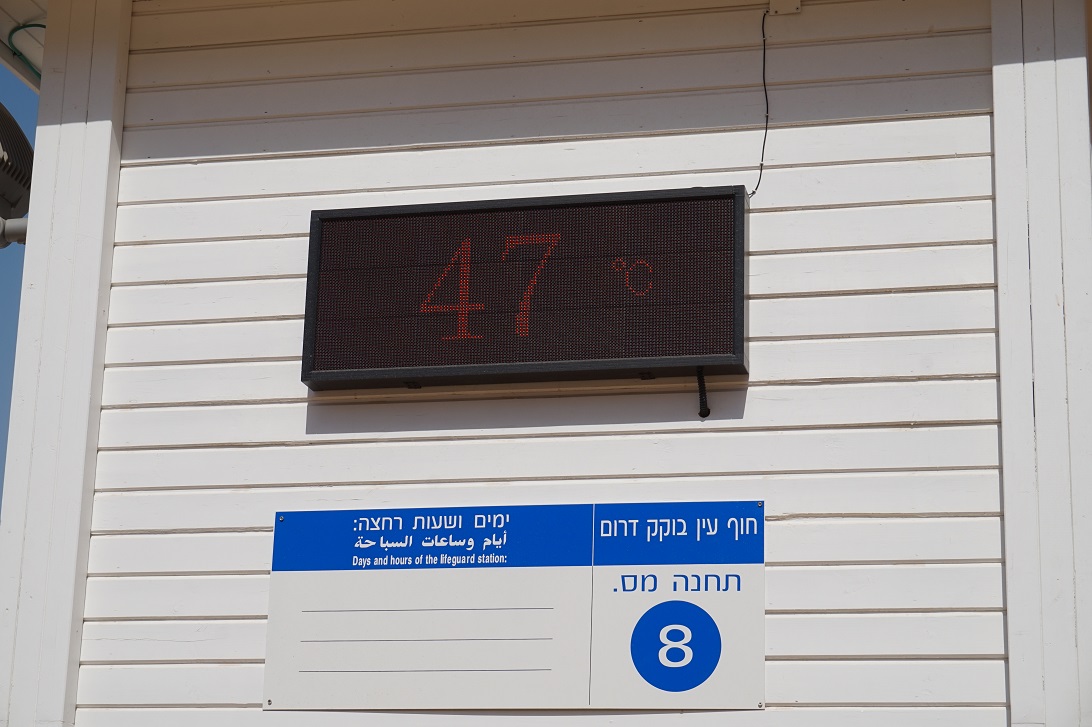 47 °C
חוף עין בוקק דרום
תחנה מס.
8
ימים ושעות רחצה:
أيام وساعات السباحة
Days and hours of the lifeguard station: